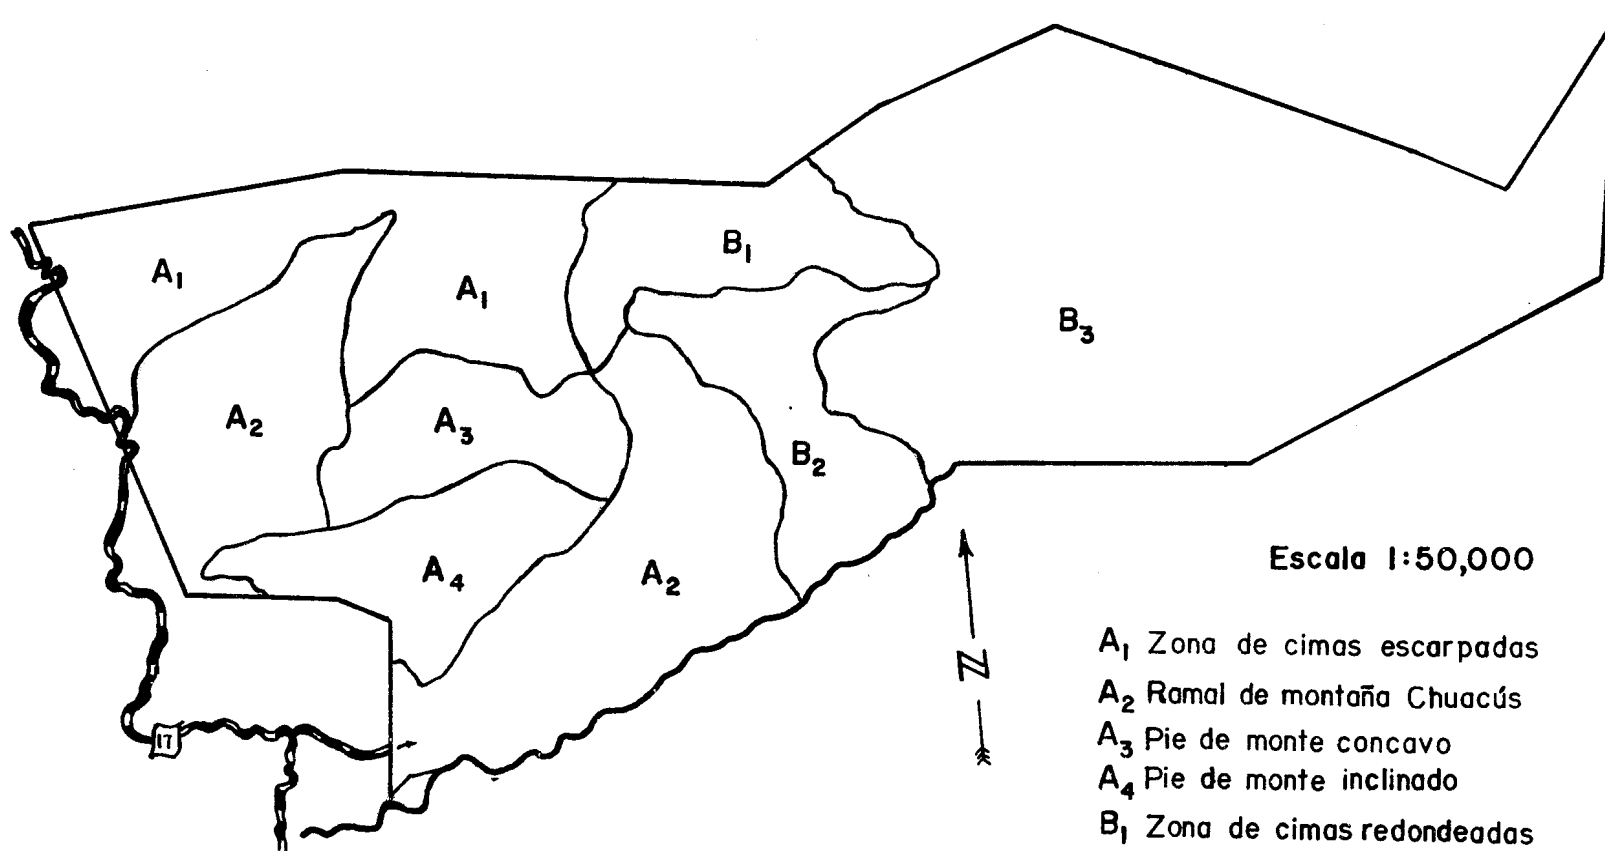 B₁
A₁
A₁
B₃
A₂
A₃
B₂
A₄
A₂
Escala 1:50,000
N
17
A₁ Zona de cimas escarpadas
A₂ Ramal de montaña Chuacús
A₃ Pie de monte concavo
A₄ Pie de monte inclinado
B₁ Zona de cimas redondeadas